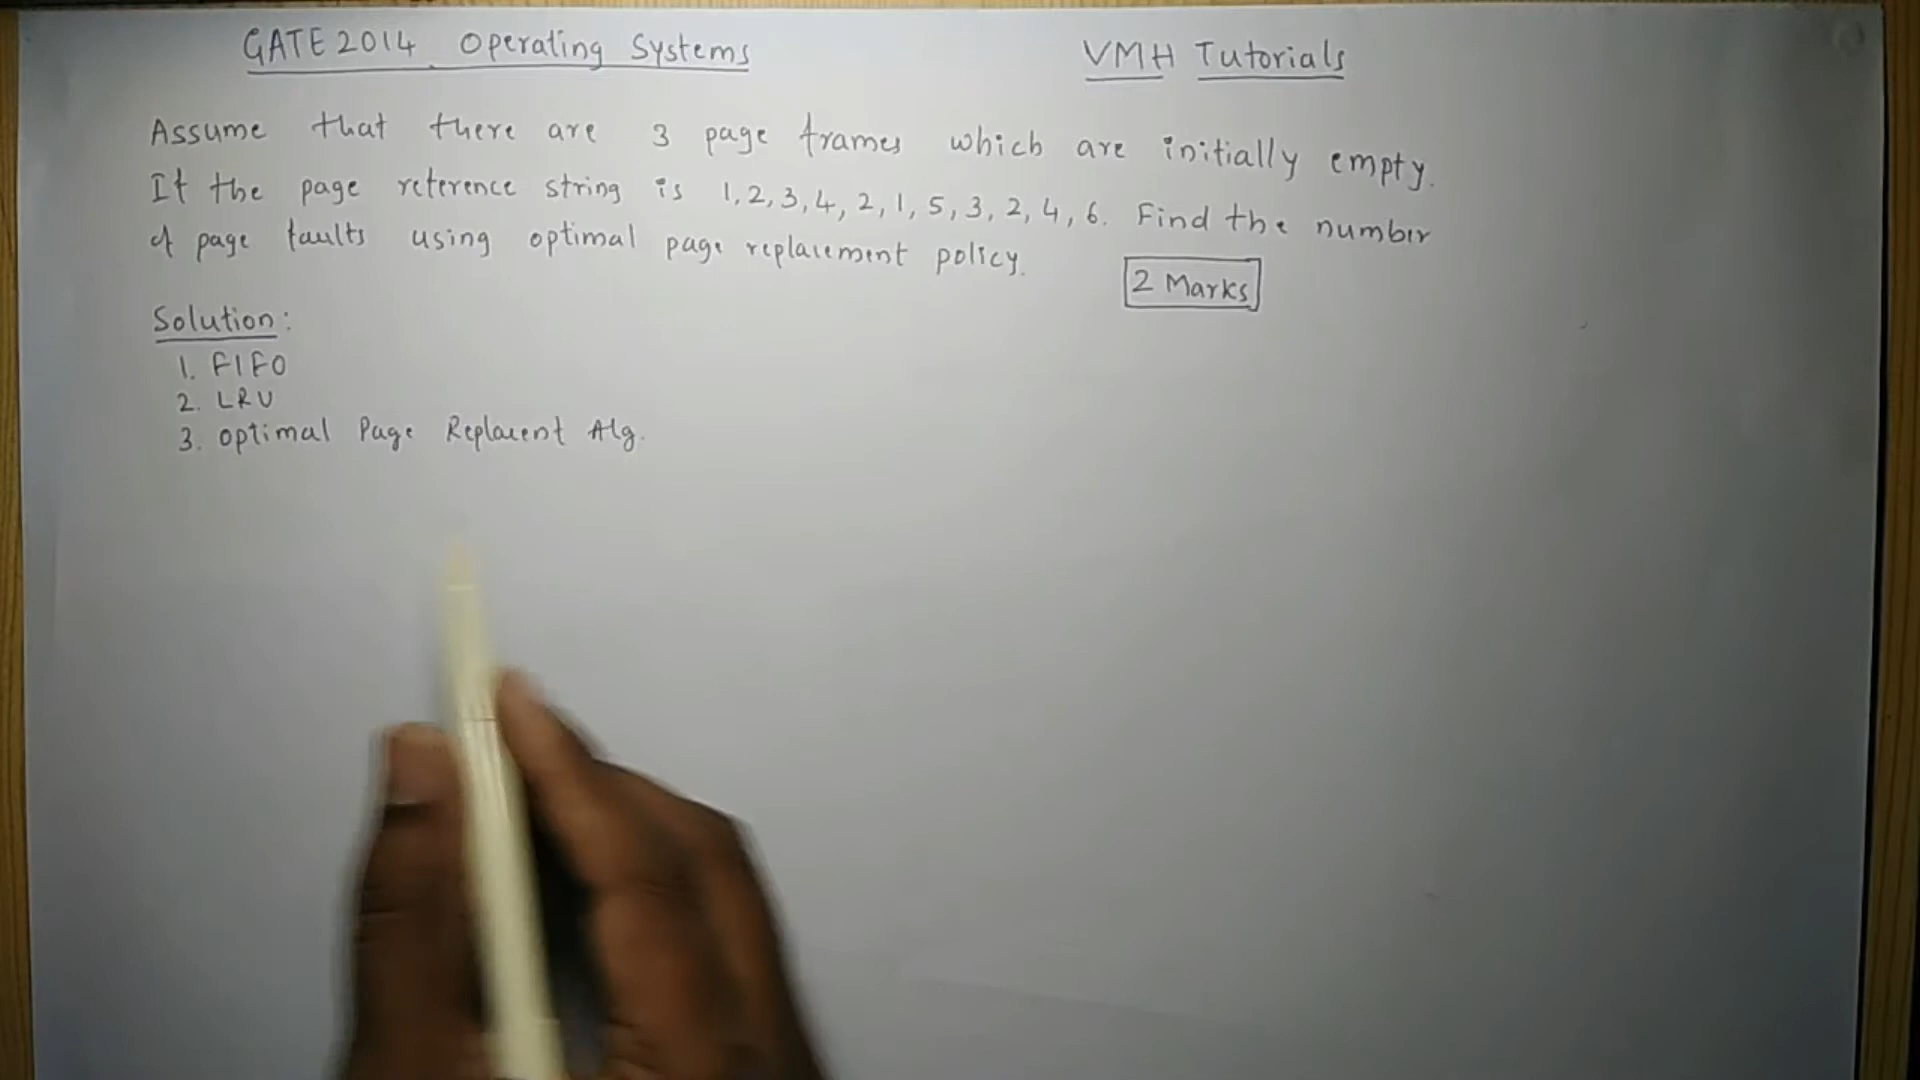 GATE 2014 Operating Systems
VMH Tutorials
Assume that there are 3 page frames which are initially empty.
If the page reference string is 1, 2, 3, 4, 2, 1, 5, 3, 2, 4, 6. Find the number
of page faults using optimal page replacement policy.
2 Marks
Solution:
1. FIFO
2. LRU
3. Optimal Page Replacent Alg.